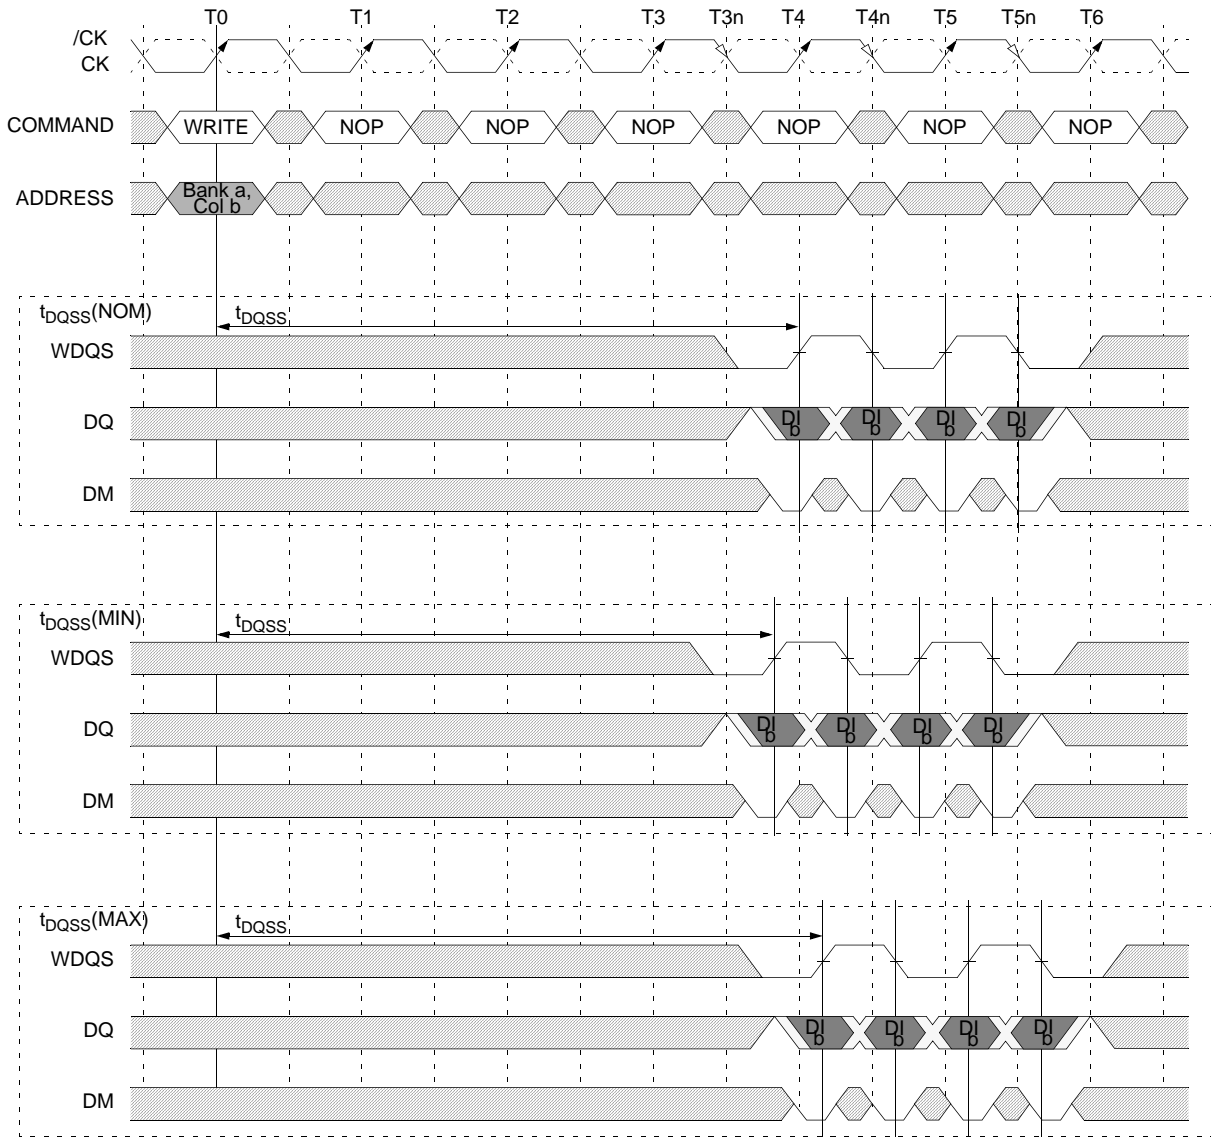 T0 T1 T2 T3 T3n T4 T4n T5 T5n T6
/CK
CK
COMMAND WRITE NOP NOP NOP NOP NOP NOP
ADDRESS Bank a,
Col b
tDQSS(NOM) tDQSS
WDQS
DQ DI b DI b DI b DI b
DM
tDQSS(MIN) tDQSS
WDQS
DQ DI b DI b DI b DI b
DM
tDQSS(MAX) tDQSS
WDQS
DQ DI b DI b DI b DI b
DM